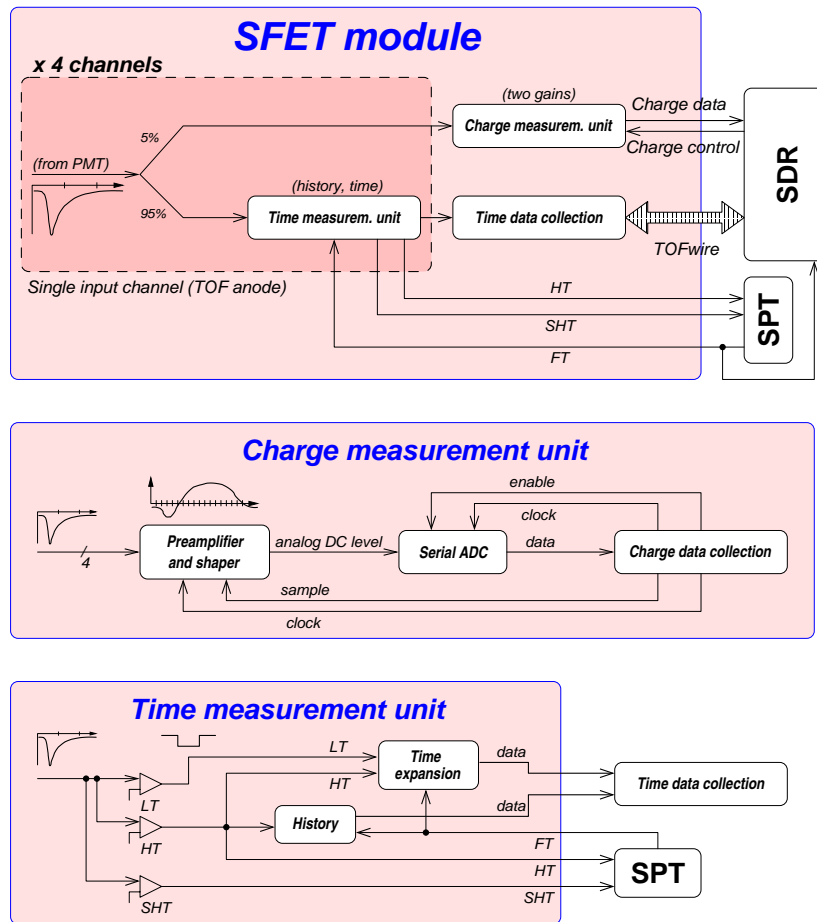 SFET module
x 4 channels
(two gains)
Charge data
5%
Charge measurem. unit
Charge control
(from PMT)
SDR
(history, time)
95%
Time measurem. unit
Time data collection
TOFwire
Single input channel (TOF anode)
HT
SPT
SHT
FT
Charge measurement unit
enable
clock
Preamplifier
and shaper
analog DC level
Serial ADC
data
Charge data collection
4
sample
clock
Time measurement unit
LT
Time
expansion
data
HT
Time data collection
LT
data
History
HT
FT
HT
SPT
SHT
SHT